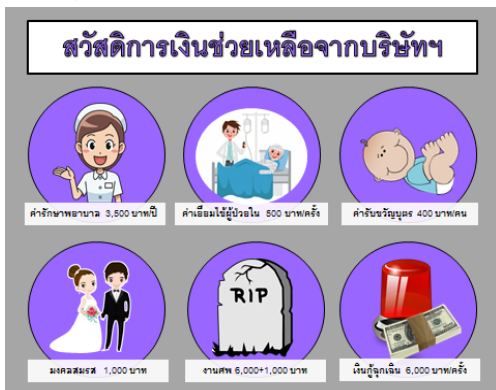 สวัสดิการเงินช่วยเหลือจากบริษัทฯ
ค่ารักษาพยาบาล 3,500 บาท/ปี
ค่าเยี่ยมไข้ผู้ป่วยใน 500 บาท/ครั้ง
ค่ารับขวัญบุตร 400 บาท/คน
RIP
มงคลสมรส 1,000 บาท
งานศพ 6,000+1,000 บาท
เงินกู้ฉุกเฉิน 6,000 บาท/ครั้ง